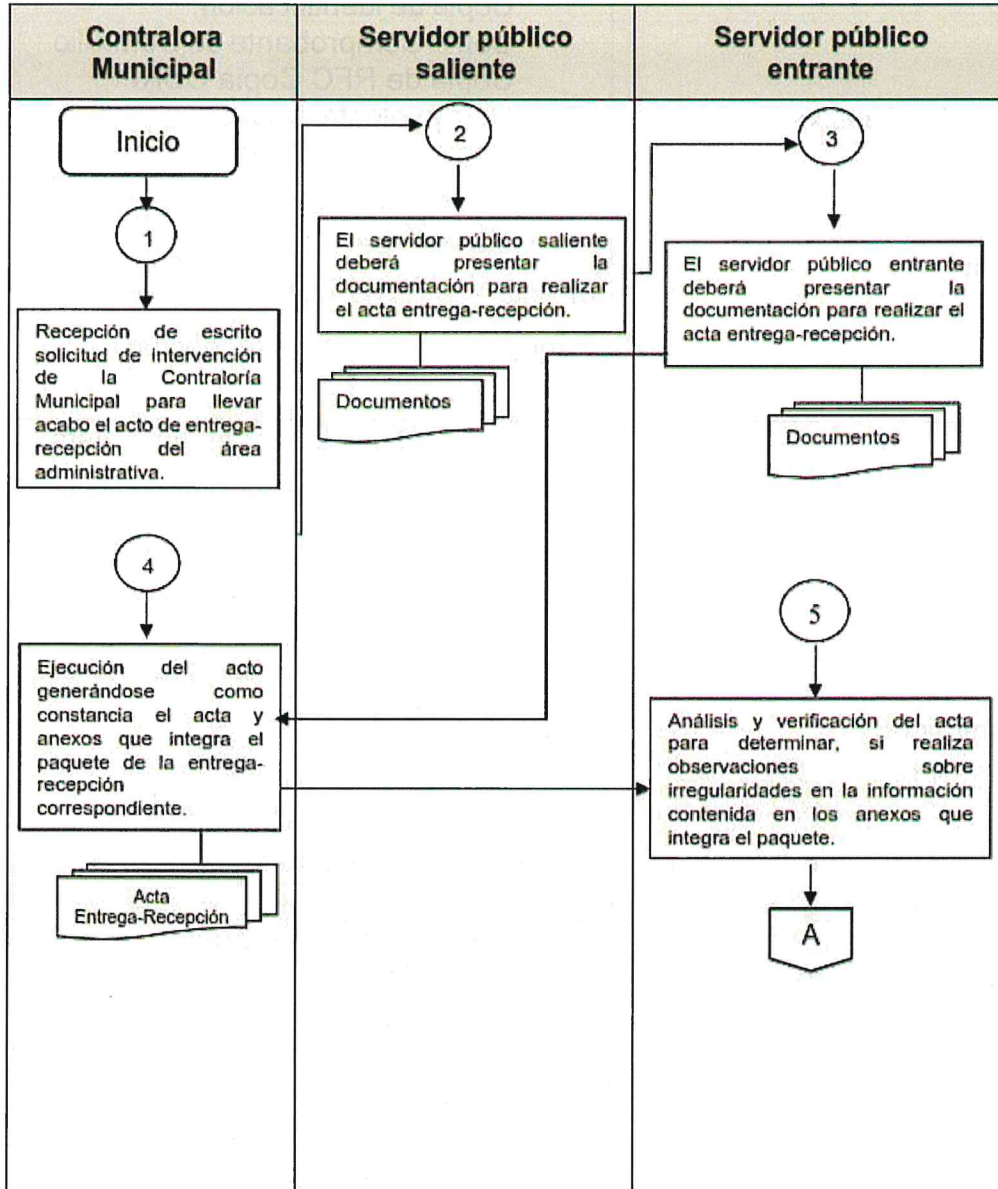 Contralora
Municipal
Servidor público
saliente
Servidor público
entrante
Inicio
1
Recepción de escrito
solicitud de intervención
de la Contraloría
Municipal para llevar
acabo el acto de entrega-
recepción del área
administrativa.
2
El servidor público saliente
deberá presentar la
documentación para realizar
el acta entrega-recepción.
Documentos
3
El servidor público entrante
deberá presentar la
documentación para realizar el
acta entrega-recepción.
Documentos
4
Ejecución del acto
generándose como
constancia el acta y
anexos que integra el
paquete de la entrega-
recepción
correspondiente.
Acta
Entrega-Recepción
5
Análisis y verificación del acta
para determinar, si realiza
observaciones sobre
irregularidades en la información
contenida en los anexos que
integra el paquete.
A